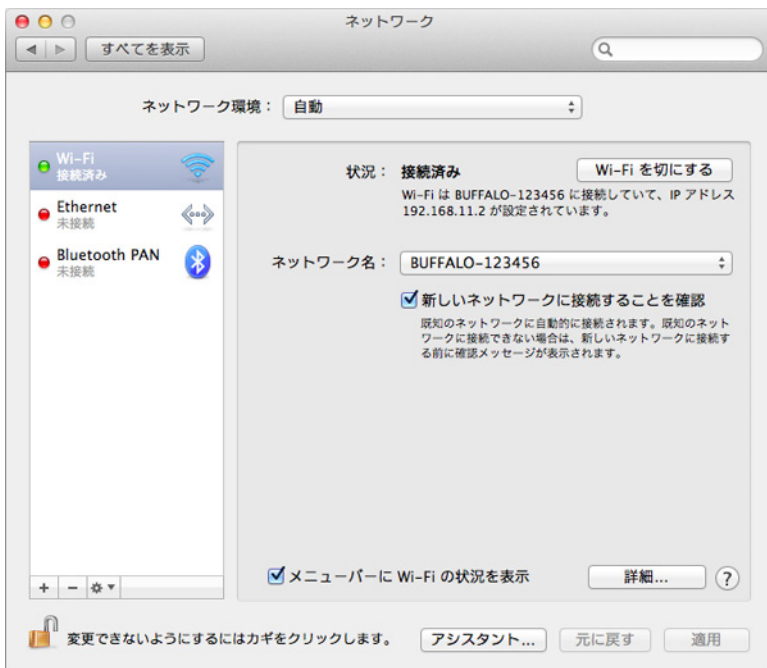 ネットワーク
すべてを表示
ネットワーク環境： 自動
Wi-Fi
接続済み
Ethernet
未接続
Bluetooth PAN
未接続
状況： 接続済み
Wi-Fi を切にする
Wi-Fi は BUFFALO-123456 に接続していて、IP アドレス
192.168.11.2 が設定されています。
ネットワーク名： BUFFALO-123456
新しいネットワークに接続することを確認
既知のネットワークに自動的に接続されます。既知のネット
ワークに接続できない場合は、新しいネットワークに接続す
る前に確認メッセージが表示されます。
メニューバーに Wi-Fi の状況を表示
詳細...
?
変更できないようにするにはカギをクリックします。
アシスタント...
元に戻す
適用